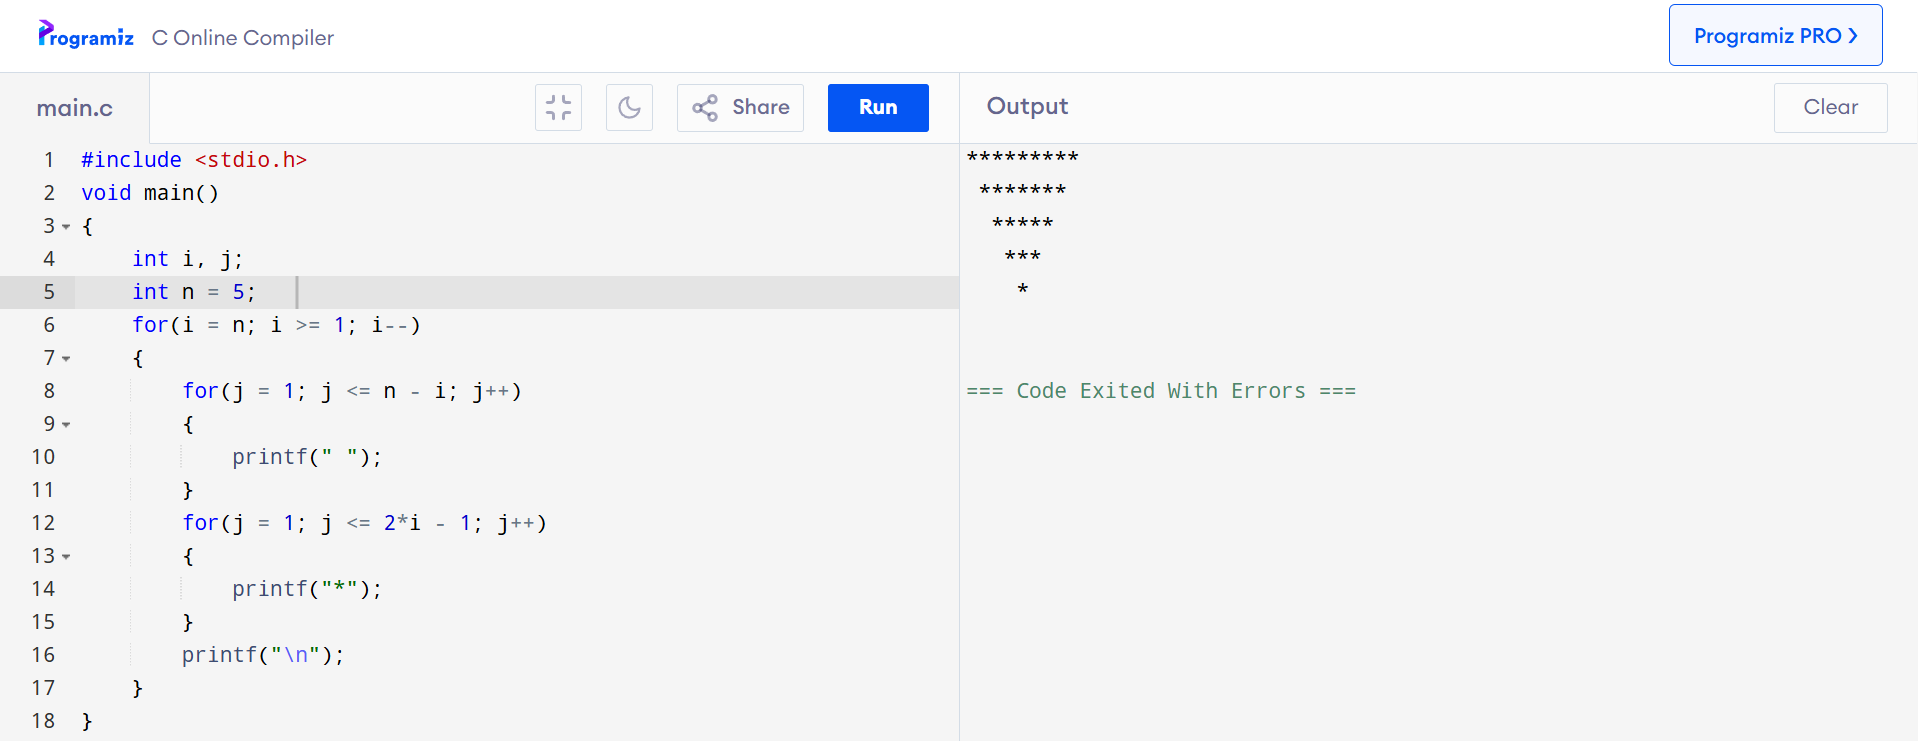 Programiz C Online Compiler
Programiz PRO ❯
main.c
Share
Run
Output
Clear
1 #include <stdio.h>
2 void main()
3 {
4     int i, j;
5     int n = 5;
6     for(i = n; i >= 1; i--)
7     {
8         for(j = 1; j <= n - i; j++)
9         {
10             printf(" ");
11         }
12         for(j = 1; j <= 2*i - 1; j++)
13         {
14             printf("*");
15         }
16         printf("\n");
17     }
18 }
*********
 *******
  *****
   ***
    *
=== Code Exited With Errors ===